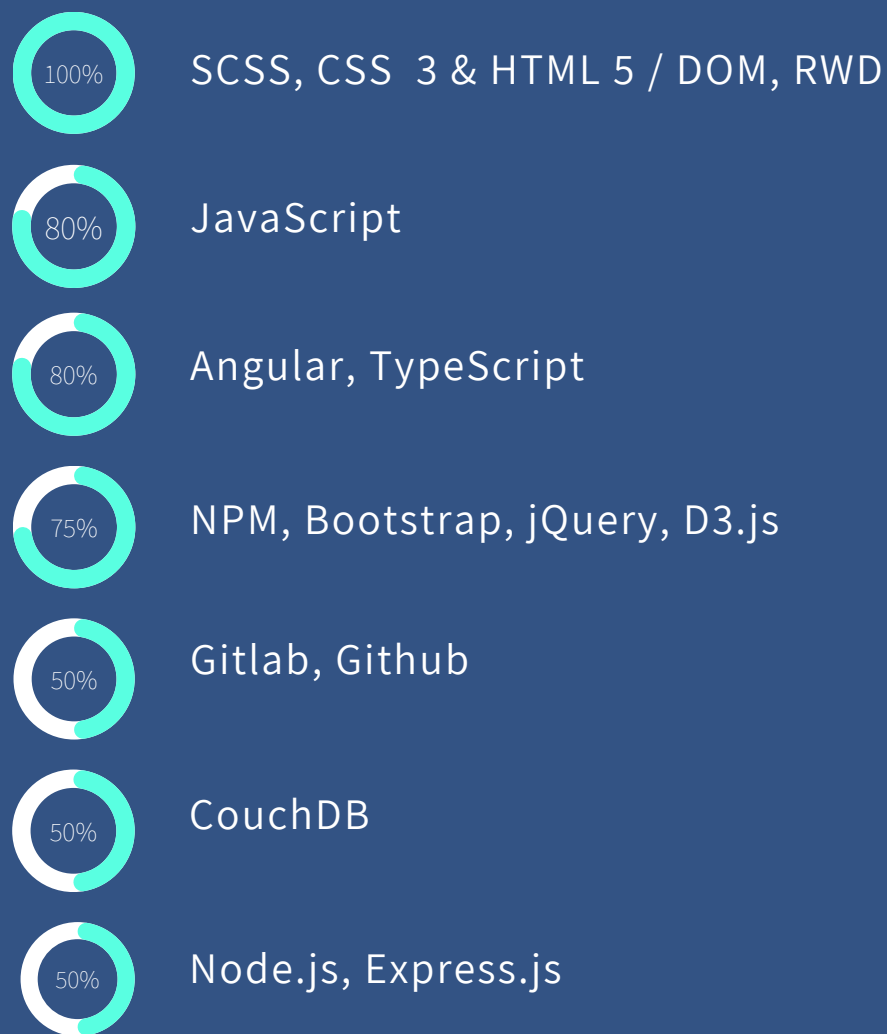 100% SCSS, CSS 3 & HTML 5 / DOM, RWD
80% JavaScript
80% Angular, TypeScript
75% NPM, Bootstrap, jQuery, D3.js
50% Gitlab, Github
50% CouchDB
50% Node.js, Express.js